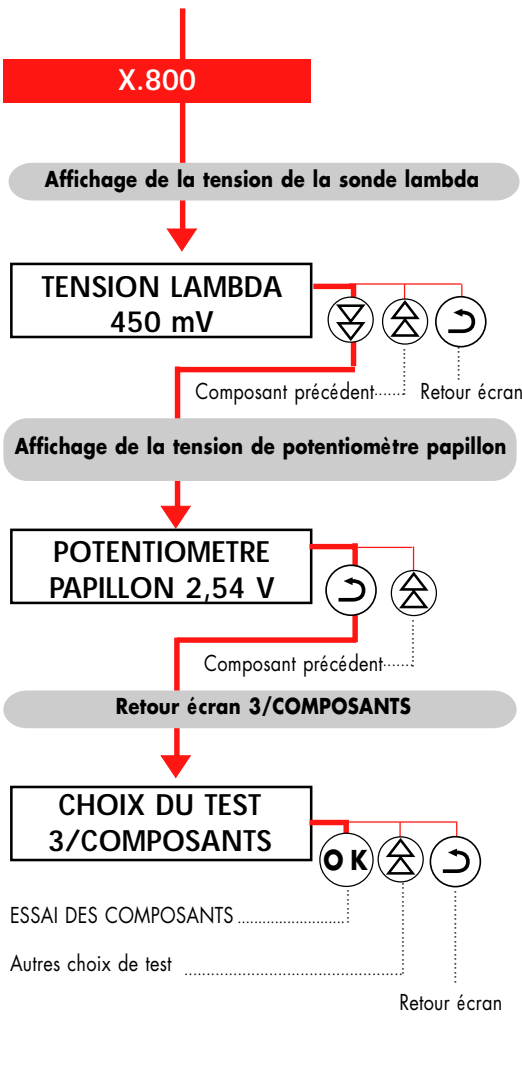 X.800
Affichage de la tension de la sonde lambda
TENSION LAMBDA
450 mV
Composant précédent
Retour écran
Affichage de la tension de potentiomètre papillon
POTENTIOMETRE
PAPILLON 2,54 V
Composant précédent
Retour écran 3/COMPOSANTS
CHOIX DU TEST
3/COMPOSANTS
OK
ESSAI DES COMPOSANTS
Autres choix de test
Retour écran